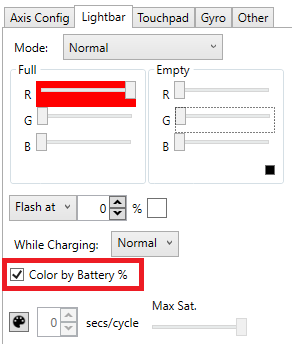 Axis Config Lightbar Touchpad Gyro Other
Mode: Normal
Full Empty
R R
G G
B B
Flash at 0 %
While Charging: Normal
Color by Battery %
Max Sat.
0 secs/cycle